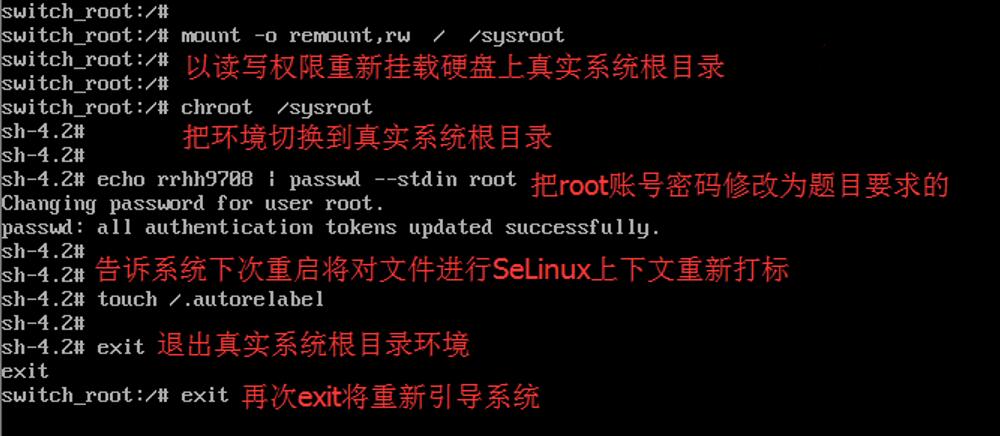 switch_root:/#
switch_root:/# mount -o remount,rw  /  /sysroot
switch_root:/#
以读写权限重新挂载硬盘上真实系统根目录
switch_root:/#
switch_root:/# chroot  /sysroot
sh-4.2#
把环境切换到真实系统根目录
sh-4.2#
sh-4.2# echo rrhh9708 | passwd --stdin root 把root账号密码修改为题目要求的
Changing password for user root.
passwd: all authentication tokens updated successfully.
sh-4.2#
sh-4.2# 告诉系统下次重启将对文件进行SeLinux上下文重新打标
sh-4.2# touch /.autorelabel
sh-4.2#
sh-4.2# exit 退出真实系统根目录环境
exit
switch_root:/# exit 再次exit将重新引导系统